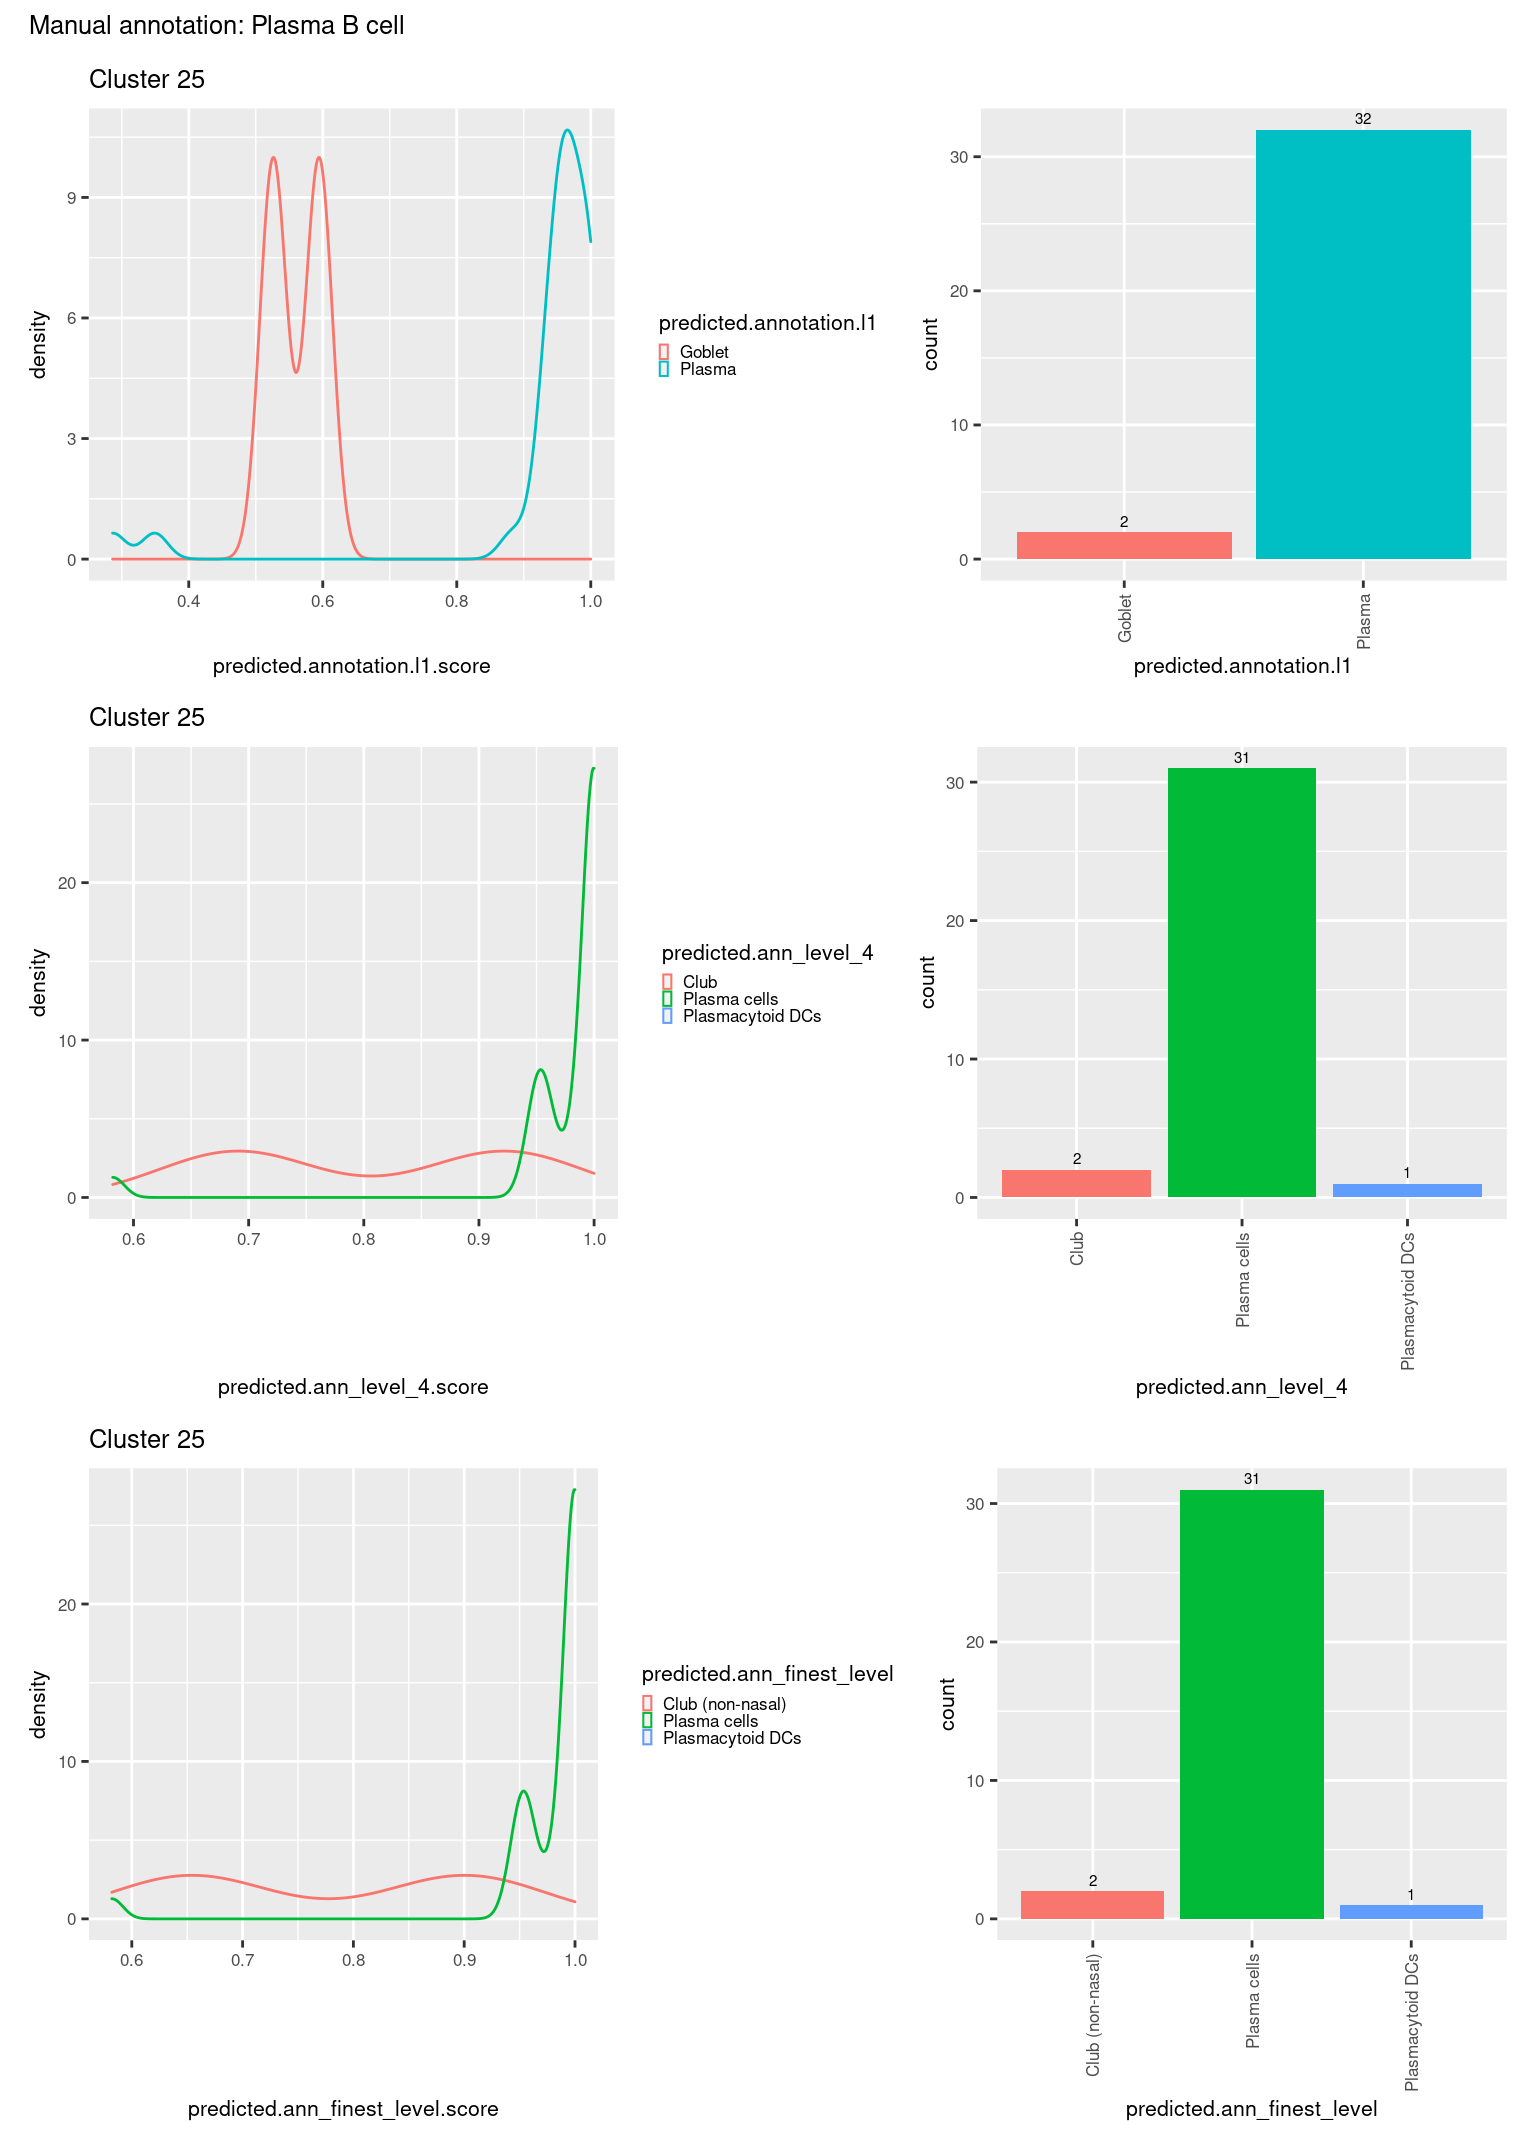 Manual annotation: Plasma B cell
Cluster 25
density
9
6
3
0
0.4 0.6 0.8 1.0
predicted.annotation.l1.score
predicted.annotation.l1
Goblet
Plasma
count
30
20
10
0
32
2
Goblet Plasma
predicted.annotation.l1
Cluster 25
density
20
10
0
0.6 0.7 0.8 0.9 1.0
predicted.ann_level_4.score
predicted.ann_level_4
Club
Plasma cells
Plasmacytoid DCs
count
30
20
10
0
2 31 1
Club Plasma cells Plasmacytoid DCs
predicted.ann_level_4
Cluster 25
density
20
10
0
0.6 0.7 0.8 0.9 1.0
predicted.ann_finest_level.score
predicted.ann_finest_level
Club (non-nasal)
Plasma cells
Plasmacytoid DCs
count
30
20
10
0
2 31 1
Club (non-nasal) Plasma cells Plasmacytoid DCs
predicted.ann_finest_level